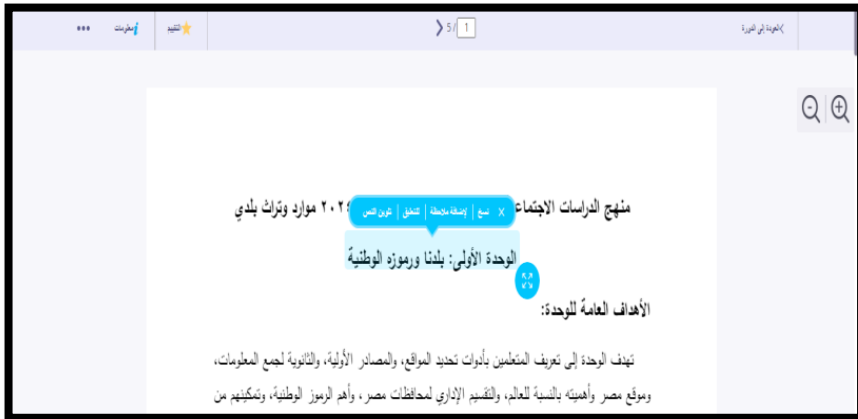 العودة إلى الدورة
1 / 5
التقييم
معلومات
منهج الدراسات الاجتماع ٢٠٢٤ موارد وتراث بلدي
نسخ | إضافة ملاحظة | التعليق | تلوين النص
الوحدة الأولى: بلدنا ورموزه الوطنية
الأهداف العامة للوحدة:
تهدف الوحدة إلى تعريف المتعلمين بأدوات تحديد المواقع، والمصادر الأولية، والثانوية لجمع المعلومات،
وموقع مصر وأهميته بالنسبة للعالم، والتقسيم الإداري لمحافظات مصر، وأهم الرموز الوطنية، وتمكينهم من